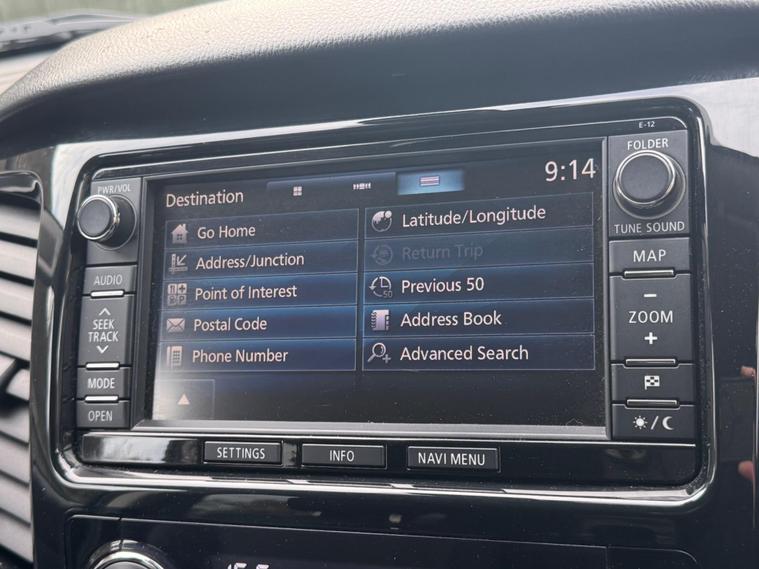 E-12
PWR/VOL
FOLDER
TUNE SOUND
9:14
Destination
Go Home
Latitude/Longitude
Address/Junction
Return Trip
Point of Interest
Previous 50
50
Postal Code
Address Book
Phone Number
Advanced Search
AUDIO
SEEK
TRACK
MODE
OPEN
MAP
−
ZOOM
+
SETTINGS
INFO
NAVI MENU